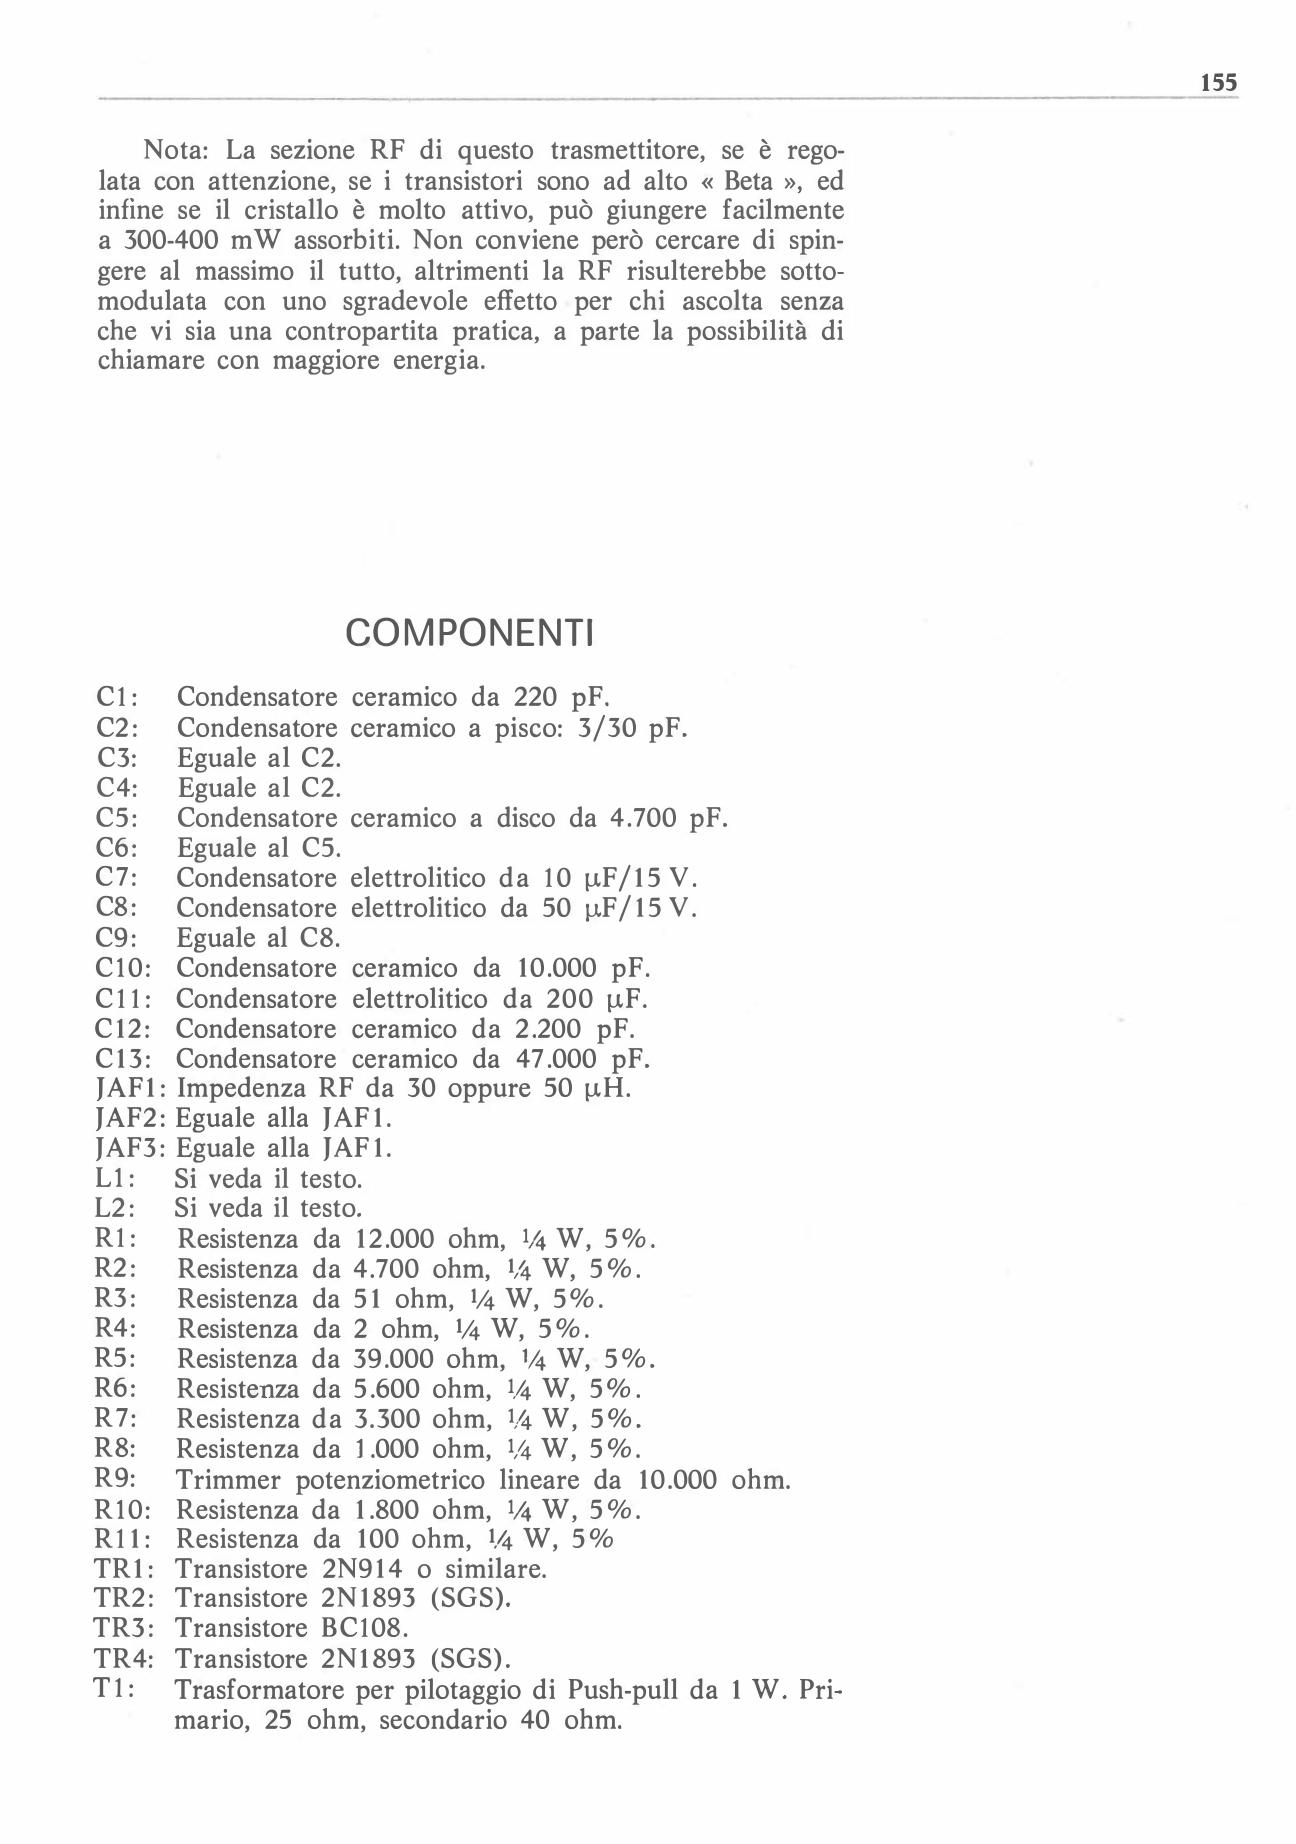 155
Nota: La sezione RF di questo trasmettitore, se è rego-
lata con attenzione, se i transistori sono ad alto « Beta », ed
infine se il cristallo è molto attivo, può giungere facilmente
a 300-400 mW assorbiti. Non conviene però cercare di spin-
gere al massimo il tutto, altrimenti la RF risulterebbe sotto-
modulata con uno sgradevole effetto per chi ascolta senza
che vi sia una contropartita pratica, a parte la possibilità di
chiamare con maggiore energia.
COMPONENTI
C1: Condensatore ceramico da 220 pF.
C2: Condensatore ceramico a pisco: 3/30 pF.
C3: Eguale al C2.
C4: Eguale al C2.
C5: Condensatore ceramico a disco da 4.700 pF.
C6: Eguale al C5.
C7: Condensatore elettrolitico da 10 µF/15 V.
C8: Condensatore elettrolitico da 50 µF/15 V.
C9: Eguale al C8.
C10: Condensatore ceramico da 10.000 pF.
C11: Condensatore elettrolitico da 200 µF.
C12: Condensatore ceramico da 2.200 pF.
C13: Condensatore ceramico da 47.000 pF.
JAF1: Impedenza RF da 30 oppure 50 µH.
JAF2: Eguale alla JAF1.
JAF3: Eguale alla JAF1.
L1: Si veda il testo.
L2: Si veda il testo.
R1: Resistenza da 12.000 ohm, ¼ W, 5%.
R2: Resistenza da 4.700 ohm, ¼ W, 5%.
R3: Resistenza da 51 ohm, ¼ W, 5%.
R4: Resistenza da 2 ohm, ¼ W, 5%.
R5: Resistenza da 39.000 ohm, ¼ W, 5%.
R6: Resistenza da 5.600 ohm, ¼ W, 5%.
R7: Resistenza da 3.300 ohm, ¼ W, 5%.
R8: Resistenza da 1.000 ohm, ¼ W, 5%.
R9: Trimmer potenziometrico lineare da 10.000 ohm.
R10: Resistenza da 1.800 ohm, ¼ W, 5%.
R11: Resistenza da 100 ohm, ¼ W, 5%
TR1: Transistore 2N914 o similare.
TR2: Transistore 2N1893 (SGS).
TR3: Transistore BC108.
TR4: Transistore 2N1893 (SGS).
T1: Trasformatore per pilotaggio di Push-pull da 1 W. Pri-
mario, 25 ohm, secondario 40 ohm.